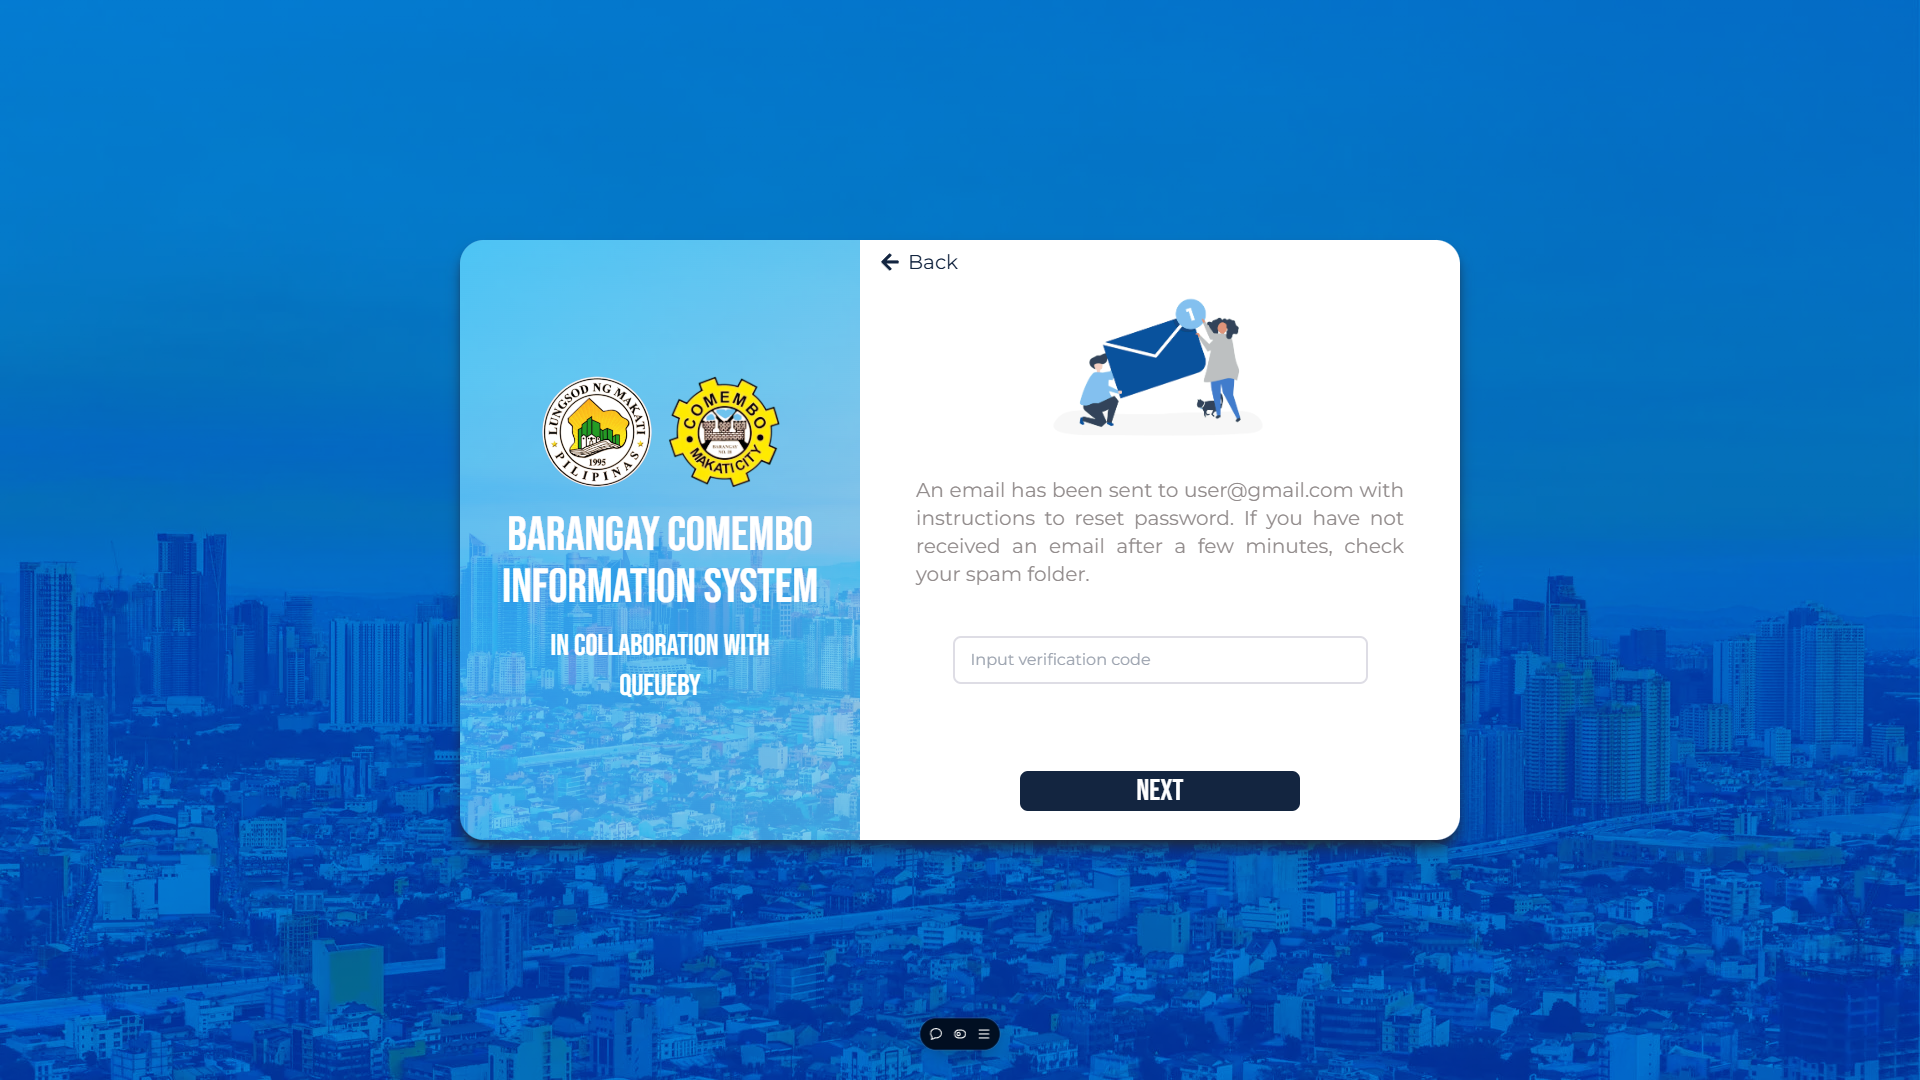 Back
LUNGSOD NG MAKATI
1995
PILIPINAS
COMEMBO
BARANGAY
MAKATI CITY
BARANGAY COMEMBO
INFORMATION SYSTEM
IN COLLABORATION WITH
QUEUEBY
1
An email has been sent to user@gmail.com with
instructions to reset password. If you have not
received an email after a few minutes, check
your spam folder.
Input verification code
NEXT